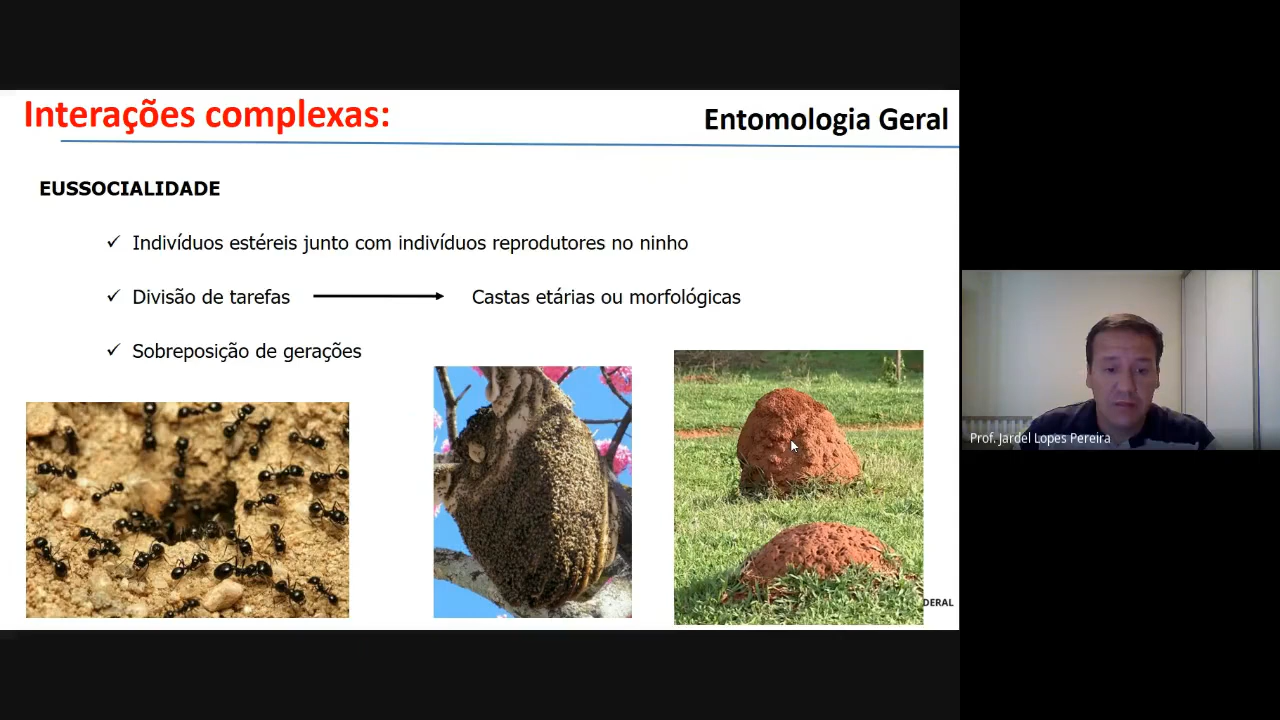 Interações complexas:
Entomologia Geral
EUSSOCIALIDADE
✓ Indivíduos estéreis junto com indivíduos reprodutores no ninho
✓ Divisão de tarefas
Castas etárias ou morfológicas
✓ Sobreposição de gerações
DERAL
Prof. Jardel Lopes Pereira